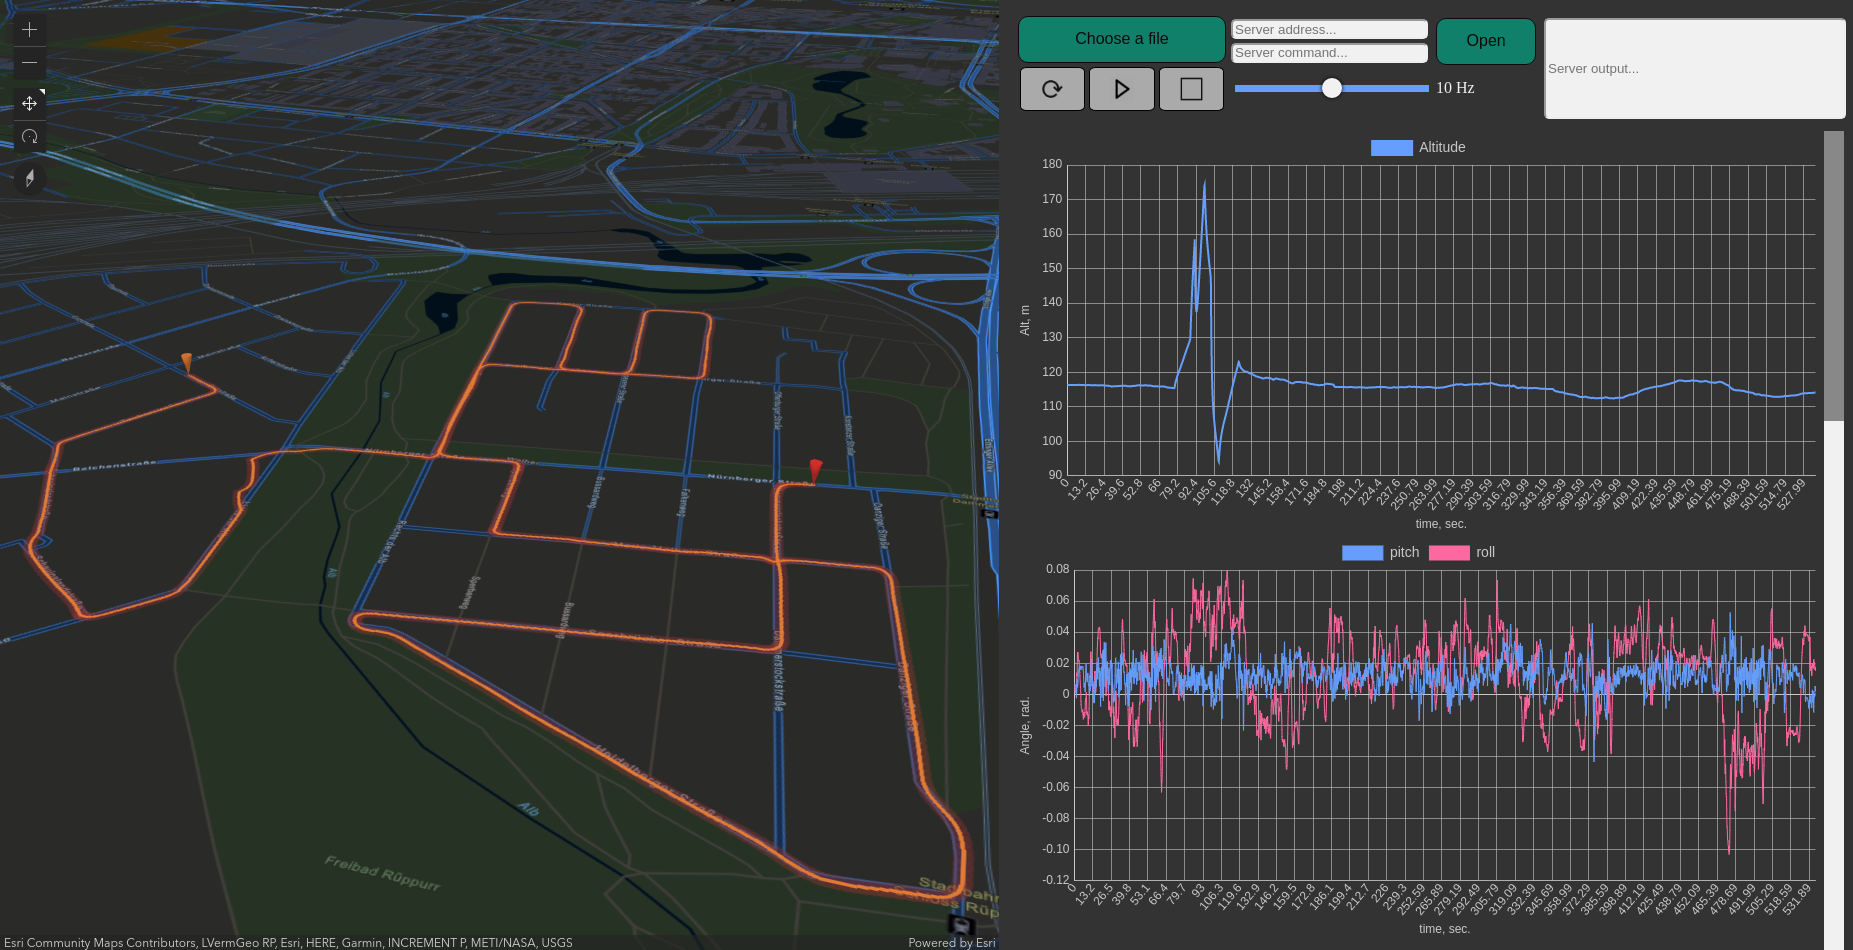 Choose a file
Server address...
Server command...
Open
Server output...
10 Hz
Altitude
180
170
160
150
140
130
120
110
100
90
Alt, m
0 13.2 26.4 39.6 52.8 66 79.2 92.4 105.6 118.8 132 145.2 158.4 171.6 184.8 198 211.2 224.4 237.6 250.79 263.99 277.19 290.39 303.59 316.79 329.99 343.19 356.39 369.59 382.79 395.99 409.19 422.39 435.59 448.79 461.99 475.19 488.39 501.59 514.79 527.99
time, sec.
pitch roll
0.08
0.06
0.04
0.02
0
-0.02
-0.04
-0.06
-0.08
-0.10
-0.12
Angle, rad.
0 13.2 26.5 39.8 53.1 66.4 79.7 93 106.3 119.6 132.9 146.2 159.5 172.8 186.1 199.4 212.7 226 239.3 252.59 265.89 279.19 292.49 305.79 319.09 332.39 345.69 358.99 372.29 385.59 398.89 412.19 425.49 438.79 452.09 465.39 478.69 491.99 505.29 518.59 531.89
time, sec.
Belchenstraße
Nürnberger Straße
Danziger Straße
Bussardweg
Falkenweg
Sperberweg
Bussardweg
Heidelberger Straße
Danziger Straße
Alb
Alb
Freibad Rüppurr
Esri Community Maps Contributors, LVermGeo RP, Esri, HERE, Garmin, INCREMENT P, METI/NASA, USGS
Powered by Esri